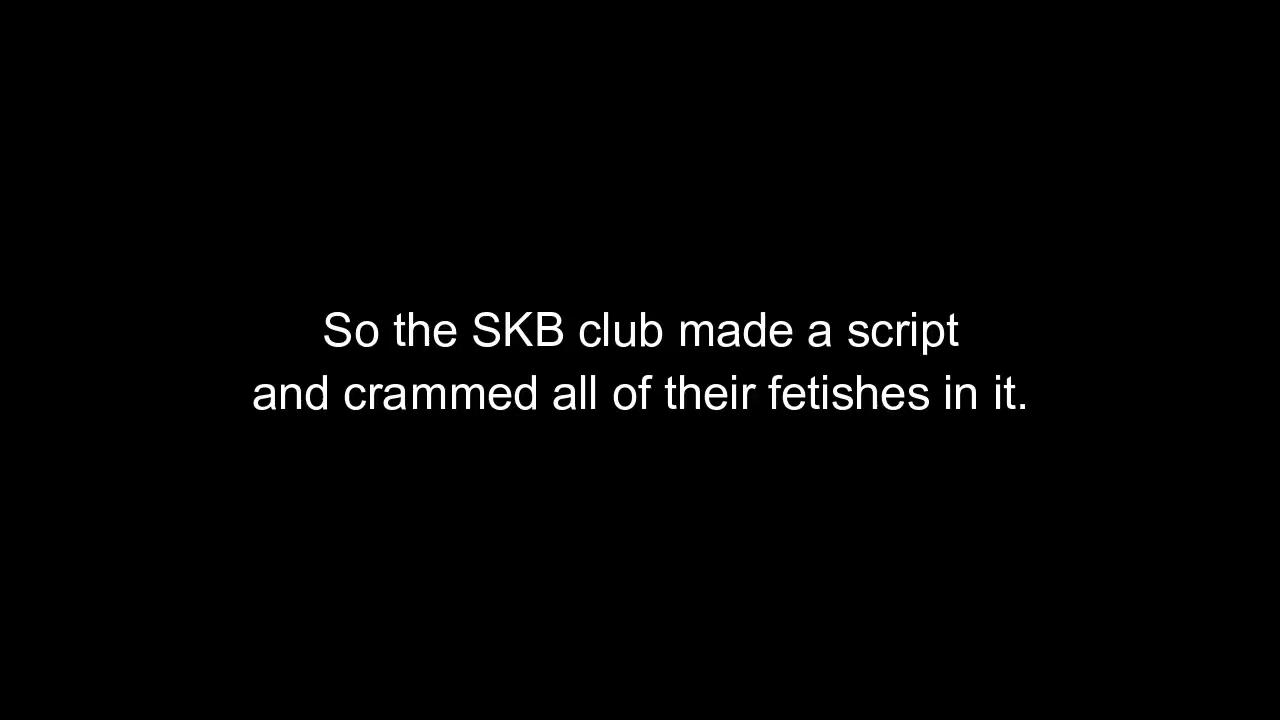 So the SKB club made a script
and crammed all of their fetishes in it.